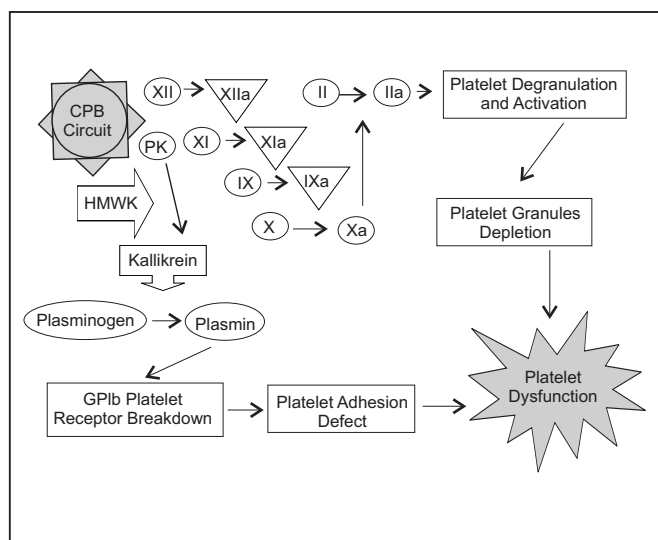 CPB
Circuit
XII
XIIa
II
IIa
Platelet Degranulation
and Activation
PK
XI
XIa
IX
IXa
HMWK
X
Xa
Platelet Granules
Depletion
Kallikrein
Plasminogen
Plasmin
Platelet
Dysfunction
GPIb Platelet
Receptor Breakdown
Platelet Adhesion
Defect